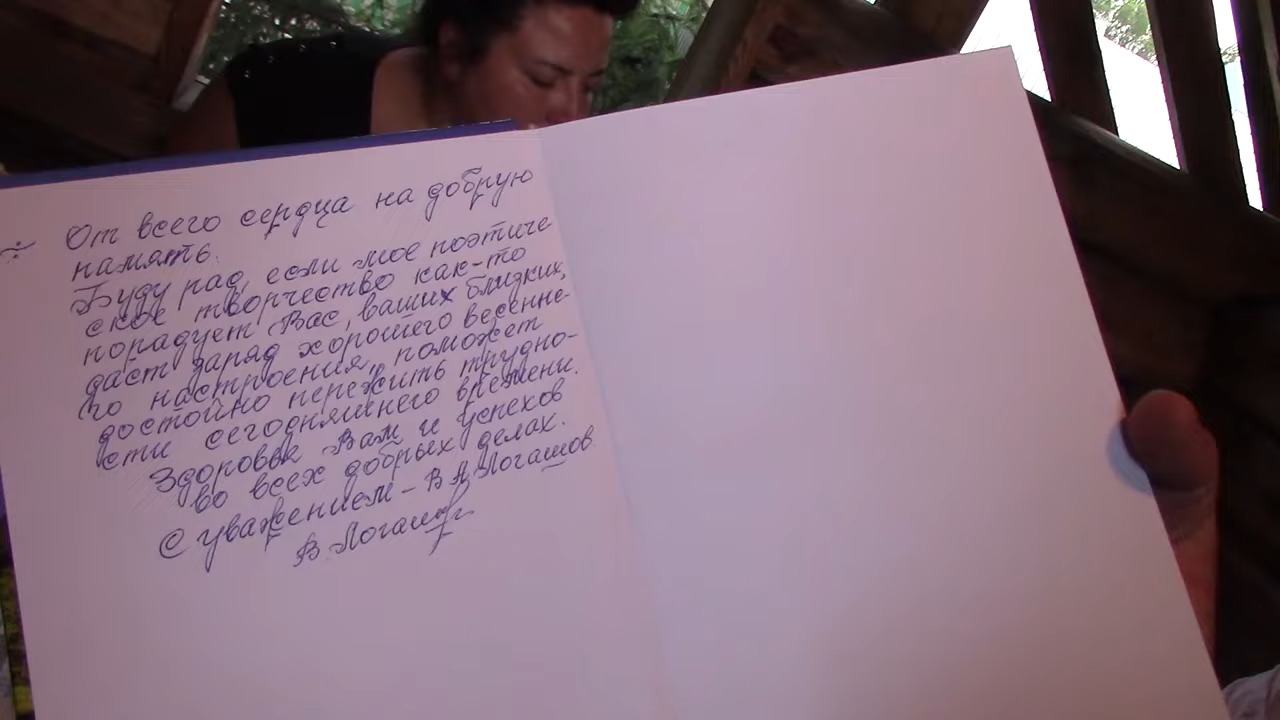 От всего сердца на добрую
память.
Буду рад, если мое поэтиче
ское творчество как-то
порадует Вас, ваших близких,
даст заряд хорошего весенне-
го настроения, поможет
достойно пережить трудно-
сти сегодняшнего времени.
Здоровья Вам и успехов
во всех добрых делах.
С уважением – В А Логашов
В. Логашов